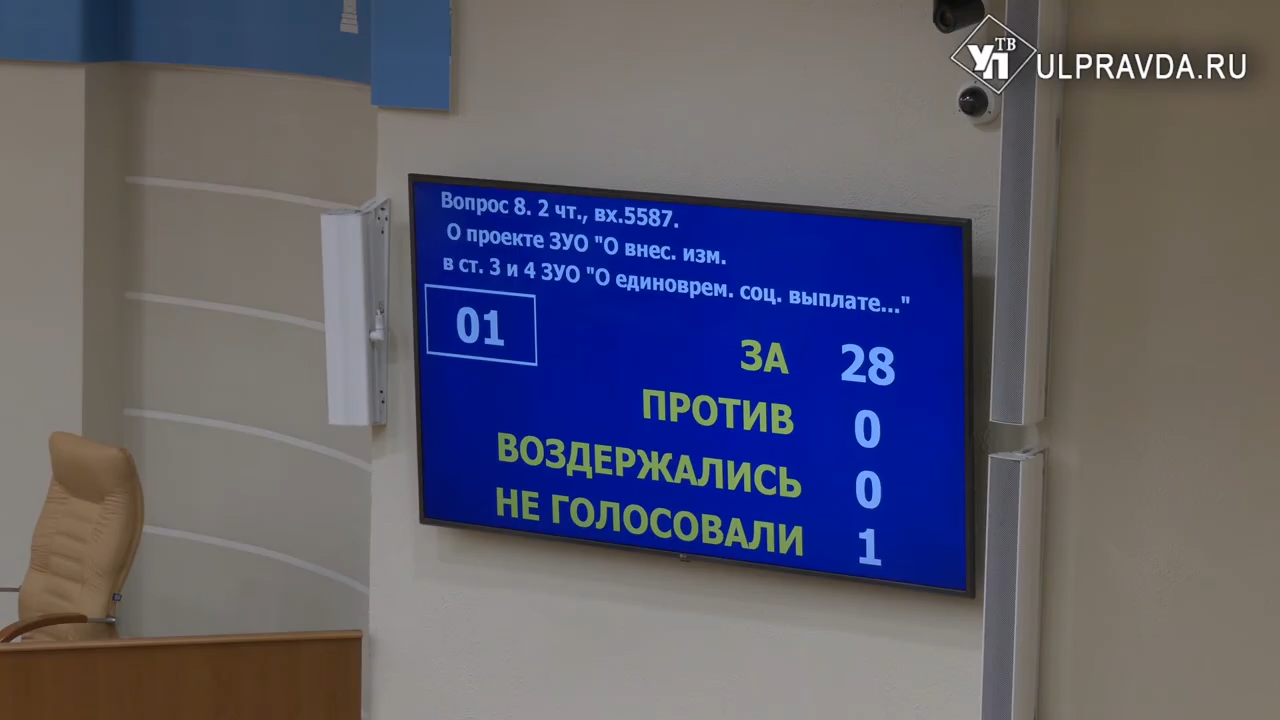 УП ТВ
ULPRAVDA.RU
Вопрос 8. 2 чт., вх.5587.
О проекте ЗУО "О внес. изм.
в ст. 3 и 4 ЗУО "О единоврем. соц. выплате..."
01
ЗА 28
ПРОТИВ 0
ВОЗДЕРЖАЛИСЬ 0
НЕ ГОЛОСОВАЛИ 1